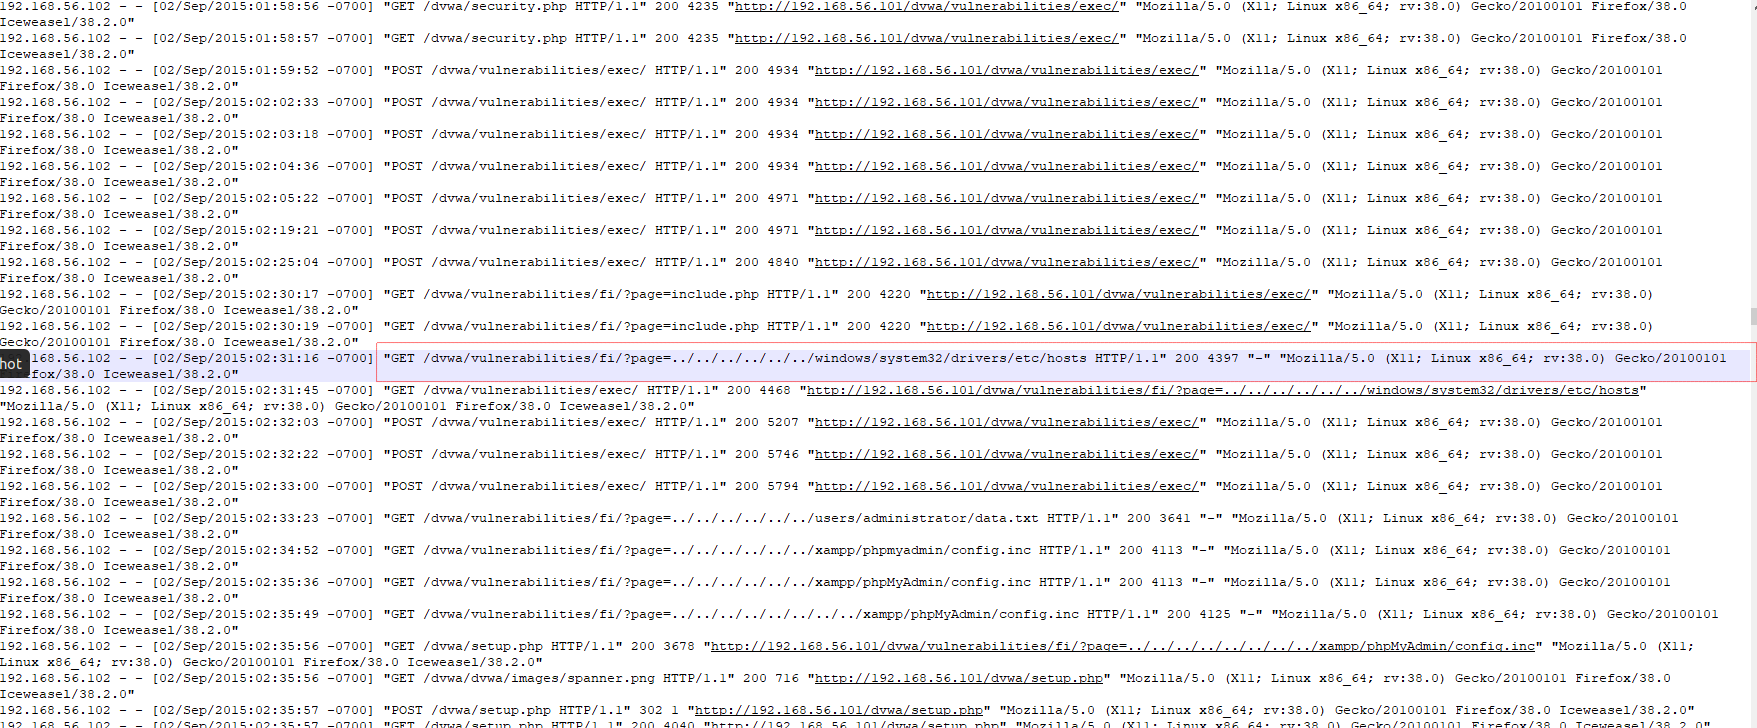 192.168.56.102 - - [02/Sep/2015:01:58:56 -0700] "GET /dvwa/security.php HTTP/1.1" 200 4235 "http://192.168.56.101/dvwa/vulnerabilities/exec/" "Mozilla/5.0 (X11; Linux x86_64; rv:38.0) Gecko/20100101 Firefox/38.0
Iceweasel/38.2.0"
192.168.56.102 - - [02/Sep/2015:01:58:57 -0700] "GET /dvwa/security.php HTTP/1.1" 200 4235 "http://192.168.56.101/dvwa/vulnerabilities/exec/" "Mozilla/5.0 (X11; Linux x86_64; rv:38.0) Gecko/20100101 Firefox/38.0
Iceweasel/38.2.0"
192.168.56.102 - - [02/Sep/2015:01:59:52 -0700] "POST /dvwa/vulnerabilities/exec/ HTTP/1.1" 200 4934 "http://192.168.56.101/dvwa/vulnerabilities/exec/" "Mozilla/5.0 (X11; Linux x86_64; rv:38.0) Gecko/20100101
Firefox/38.0 Iceweasel/38.2.0"
192.168.56.102 - - [02/Sep/2015:02:02:33 -0700] "POST /dvwa/vulnerabilities/exec/ HTTP/1.1" 200 4934 "http://192.168.56.101/dvwa/vulnerabilities/exec/" "Mozilla/5.0 (X11; Linux x86_64; rv:38.0) Gecko/20100101
Firefox/38.0 Iceweasel/38.2.0"
192.168.56.102 - - [02/Sep/2015:02:03:18 -0700] "POST /dvwa/vulnerabilities/exec/ HTTP/1.1" 200 4934 "http://192.168.56.101/dvwa/vulnerabilities/exec/" "Mozilla/5.0 (X11; Linux x86_64; rv:38.0) Gecko/20100101
Firefox/38.0 Iceweasel/38.2.0"
192.168.56.102 - - [02/Sep/2015:02:04:36 -0700] "POST /dvwa/vulnerabilities/exec/ HTTP/1.1" 200 4934 "http://192.168.56.101/dvwa/vulnerabilities/exec/" "Mozilla/5.0 (X11; Linux x86_64; rv:38.0) Gecko/20100101
Firefox/38.0 Iceweasel/38.2.0"
192.168.56.102 - - [02/Sep/2015:02:05:22 -0700] "POST /dvwa/vulnerabilities/exec/ HTTP/1.1" 200 4971 "http://192.168.56.101/dvwa/vulnerabilities/exec/" "Mozilla/5.0 (X11; Linux x86_64; rv:38.0) Gecko/20100101
Firefox/38.0 Iceweasel/38.2.0"
192.168.56.102 - - [02/Sep/2015:02:19:21 -0700] "POST /dvwa/vulnerabilities/exec/ HTTP/1.1" 200 4971 "http://192.168.56.101/dvwa/vulnerabilities/exec/" "Mozilla/5.0 (X11; Linux x86_64; rv:38.0) Gecko/20100101
Firefox/38.0 Iceweasel/38.2.0"
192.168.56.102 - - [02/Sep/2015:02:25:04 -0700] "POST /dvwa/vulnerabilities/exec/ HTTP/1.1" 200 4840 "http://192.168.56.101/dvwa/vulnerabilities/exec/" "Mozilla/5.0 (X11; Linux x86_64; rv:38.0) Gecko/20100101
Firefox/38.0 Iceweasel/38.2.0"
192.168.56.102 - - [02/Sep/2015:02:30:17 -0700] "GET /dvwa/vulnerabilities/fi/?page=include.php HTTP/1.1" 200 4220 "http://192.168.56.101/dvwa/vulnerabilities/exec/" "Mozilla/5.0 (X11; Linux x86_64; rv:38.0)
Gecko/20100101 Firefox/38.0 Iceweasel/38.2.0"
192.168.56.102 - - [02/Sep/2015:02:30:19 -0700] "GET /dvwa/vulnerabilities/fi/?page=include.php HTTP/1.1" 200 4220 "http://192.168.56.101/dvwa/vulnerabilities/exec/" "Mozilla/5.0 (X11; Linux x86_64; rv:38.0)
Gecko/20100101 Firefox/38.0 Iceweasel/38.2.0"
.168.56.102 - - [02/Sep/2015:02:31:16 -0700] "GET /dvwa/vulnerabilities/fi/?page=../../../../../../windows/system32/drivers/etc/hosts HTTP/1.1" 200 4397 "-" "Mozilla/5.0 (X11; Linux x86_64; rv:38.0) Gecko/20100101
hot
efox/38.0 Iceweasel/38.2.0"
192.168.56.102 - - [02/Sep/2015:02:31:45 -0700] "GET /dvwa/vulnerabilities/exec/ HTTP/1.1" 200 4468 "http://192.168.56.101/dvwa/vulnerabilities/fi/?page=../../../../../../windows/system32/drivers/etc/hosts"
"Mozilla/5.0 (X11; Linux x86_64; rv:38.0) Gecko/20100101 Firefox/38.0 Iceweasel/38.2.0"
192.168.56.102 - - [02/Sep/2015:02:32:03 -0700] "POST /dvwa/vulnerabilities/exec/ HTTP/1.1" 200 5207 "http://192.168.56.101/dvwa/vulnerabilities/exec/" "Mozilla/5.0 (X11; Linux x86_64; rv:38.0) Gecko/20100101
Firefox/38.0 Iceweasel/38.2.0"
192.168.56.102 - - [02/Sep/2015:02:32:22 -0700] "POST /dvwa/vulnerabilities/exec/ HTTP/1.1" 200 5746 "http://192.168.56.101/dvwa/vulnerabilities/exec/" "Mozilla/5.0 (X11; Linux x86_64; rv:38.0) Gecko/20100101
Firefox/38.0 Iceweasel/38.2.0"
192.168.56.102 - - [02/Sep/2015:02:33:00 -0700] "POST /dvwa/vulnerabilities/exec/ HTTP/1.1" 200 5794 "http://192.168.56.101/dvwa/vulnerabilities/exec/" "Mozilla/5.0 (X11; Linux x86_64; rv:38.0) Gecko/20100101
Firefox/38.0 Iceweasel/38.2.0"
192.168.56.102 - - [02/Sep/2015:02:33:23 -0700] "GET /dvwa/vulnerabilities/fi/?page=../../../../../../users/administrator/data.txt HTTP/1.1" 200 3641 "-" "Mozilla/5.0 (X11; Linux x86_64; rv:38.0) Gecko/20100101
Firefox/38.0 Iceweasel/38.2.0"
192.168.56.102 - - [02/Sep/2015:02:34:52 -0700] "GET /dvwa/vulnerabilities/fi/?page=../../../../../../xampp/phpmyadmin/config.inc HTTP/1.1" 200 4113 "-" "Mozilla/5.0 (X11; Linux x86_64; rv:38.0) Gecko/20100101
Firefox/38.0 Iceweasel/38.2.0"
192.168.56.102 - - [02/Sep/2015:02:35:36 -0700] "GET /dvwa/vulnerabilities/fi/?page=../../../../../../xampp/phpMyAdmin/config.inc HTTP/1.1" 200 4113 "-" "Mozilla/5.0 (X11; Linux x86_64; rv:38.0) Gecko/20100101
Firefox/38.0 Iceweasel/38.2.0"
192.168.56.102 - - [02/Sep/2015:02:35:49 -0700] "GET /dvwa/vulnerabilities/fi/?page=../../../../../../../../xampp/phpMyAdmin/config.inc HTTP/1.1" 200 4125 "-" "Mozilla/5.0 (X11; Linux x86_64; rv:38.0) Gecko/20100101
Firefox/38.0 Iceweasel/38.2.0"
192.168.56.102 - - [02/Sep/2015:02:35:56 -0700] "GET /dvwa/setup.php HTTP/1.1" 200 3678 "http://192.168.56.101/dvwa/vulnerabilities/fi/?page=../../../../../../../../xampp/phpMyAdmin/config.inc" "Mozilla/5.0 (X11;
Linux x86_64; rv:38.0) Gecko/20100101 Firefox/38.0 Iceweasel/38.2.0"
192.168.56.102 - - [02/Sep/2015:02:35:56 -0700] "GET /dvwa/dvwa/images/spanner.png HTTP/1.1" 200 716 "http://192.168.56.101/dvwa/setup.php" "Mozilla/5.0 (X11; Linux x86_64; rv:38.0) Gecko/20100101 Firefox/38.0
Iceweasel/38.2.0"
192.168.56.102 - - [02/Sep/2015:02:35:57 -0700] "POST /dvwa/setup.php HTTP/1.1" 302 1 "http://192.168.56.101/dvwa/setup.php" "Mozilla/5.0 (X11; Linux x86_64; rv:38.0) Gecko/20100101 Firefox/38.0 Iceweasel/38.2.0"
192.168.56.102 - - [02/Sep/2015:02:35:57 -0700] "GET /dvwa/setup.php HTTP/1.1" 200 4040 "http://192.168.56.101/dvwa/setup.php" "Mozilla/5.0 (X11; Linux x86_64; rv:38.0) Gecko/20100101 Firefox/38.0 Iceweasel/38.2.0"